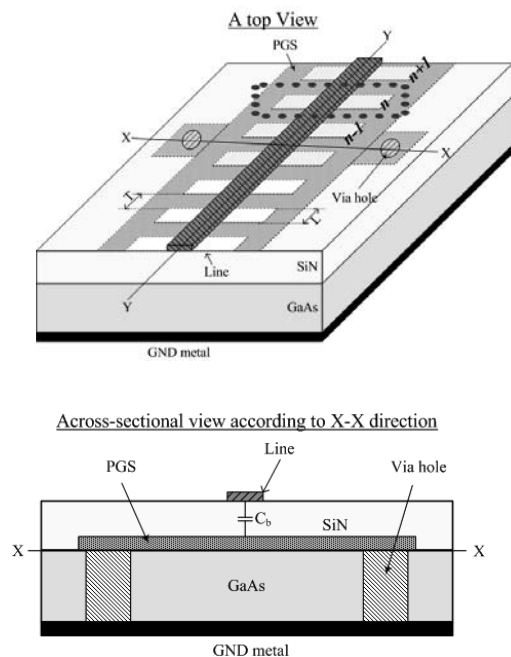 A top View
PGS
Y
n+1
n
n-1
X
X
Via hole
T
L
Line
SiN
Y
GaAs
GND metal
Across-sectional view according to X-X direction
Line
PGS
Via hole
Cb
SiN
X
X
GaAs
GND metal